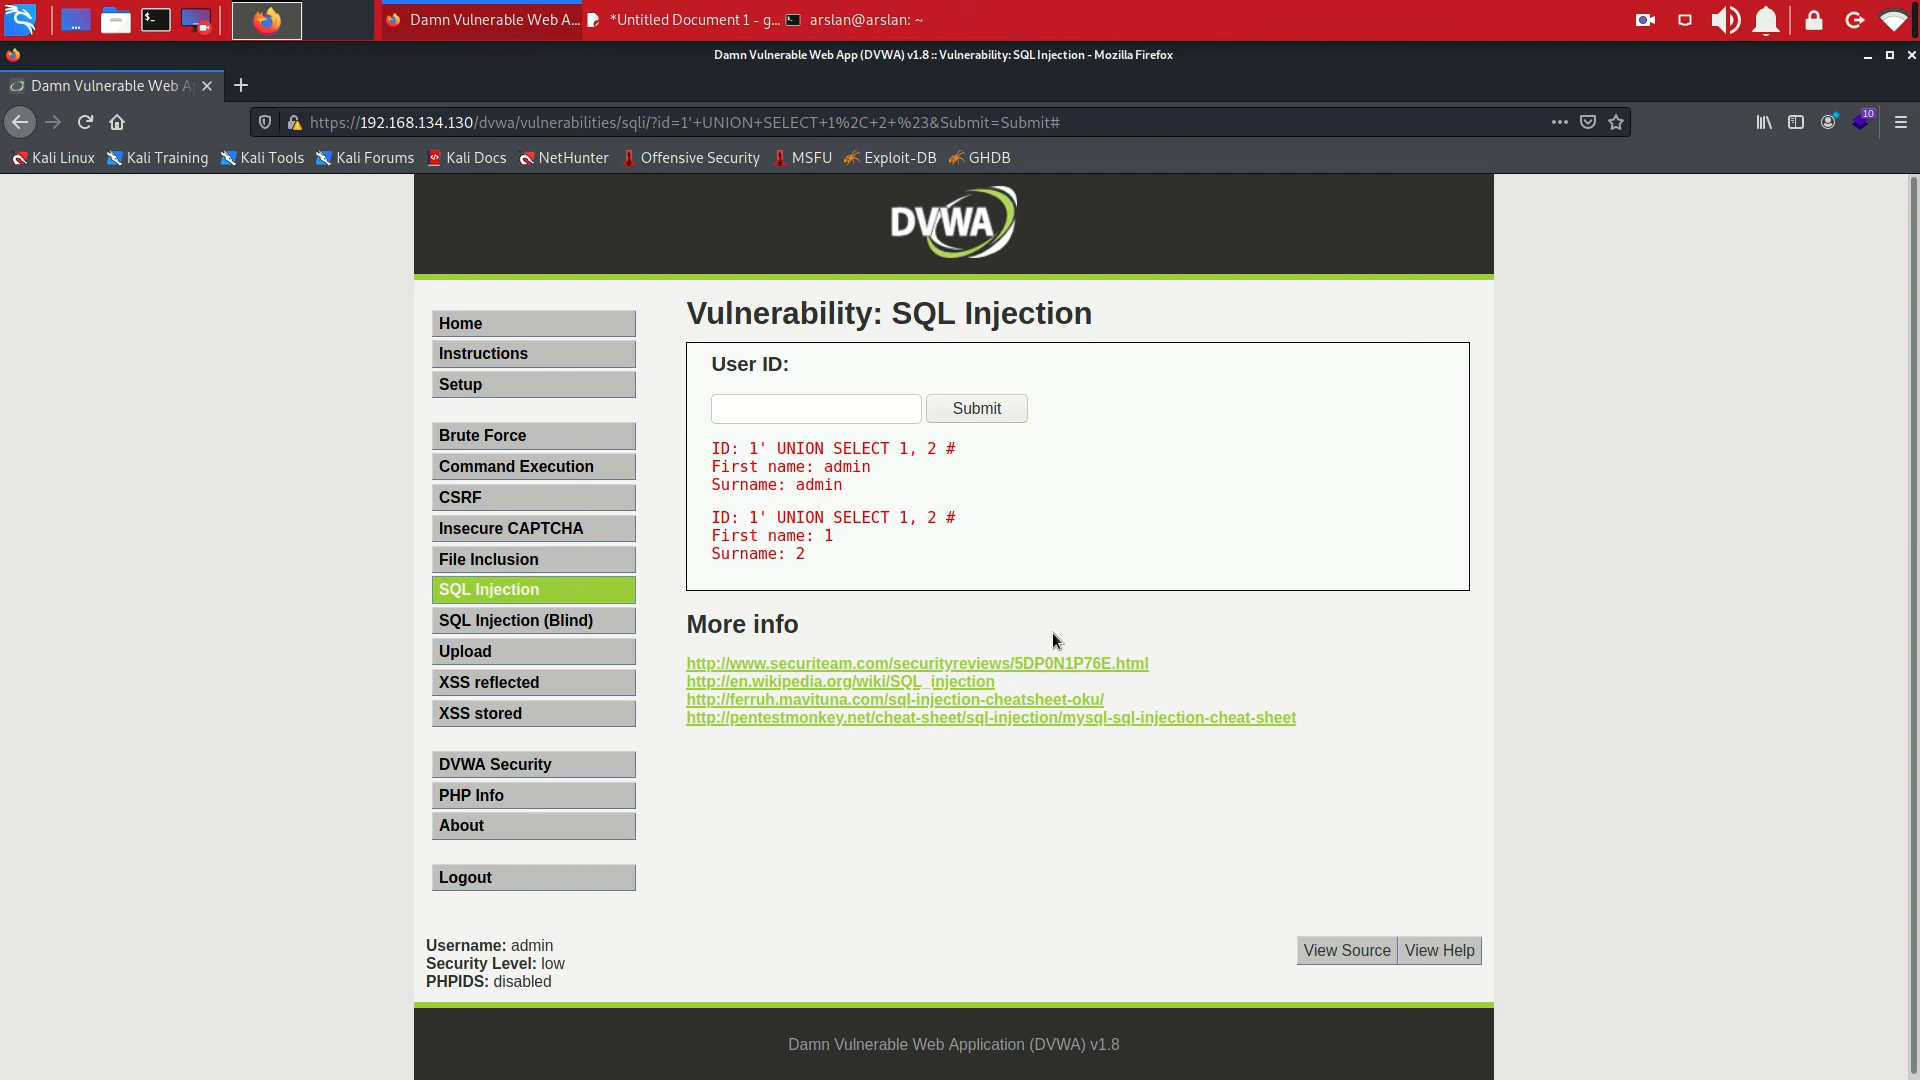 Damn Vulnerable Web A...
*Untitled Document 1 - g...
arslan@arslan: ~
Damn Vulnerable Web App (DVWA) v1.8 :: Vulnerability: SQL Injection - Mozilla Firefox
Damn Vulnerable Web A
https://192.168.134.130/dvwa/vulnerabilities/sqli/?id=1'+UNION+SELECT+1%2C+2+%23&Submit=Submit#
10
Kali Linux
Kali Training
Kali Tools
Kali Forums
Kali Docs
NetHunter
Offensive Security
MSFU
Exploit-DB
GHDB
DVWA
Home
Instructions
Setup
Brute Force
Command Execution
CSRF
Insecure CAPTCHA
File Inclusion
SQL Injection
SQL Injection (Blind)
Upload
XSS reflected
XSS stored
DVWA Security
PHP Info
About
Logout
Vulnerability: SQL Injection
User ID:
Submit
ID: 1' UNION SELECT 1, 2 #
First name: admin
Surname: admin
ID: 1' UNION SELECT 1, 2 #
First name: 1
Surname: 2
More info
http://www.securiteam.com/securityreviews/5DP0N1P76E.html
http://en.wikipedia.org/wiki/SQL_injection
http://ferruh.mavituna.com/sql-injection-cheatsheet-oku/
http://pentestmonkey.net/cheat-sheet/sql-injection/mysql-sql-injection-cheat-sheet
Username: admin
Security Level: low
PHPIDS: disabled
View Source
View Help
Damn Vulnerable Web Application (DVWA) v1.8